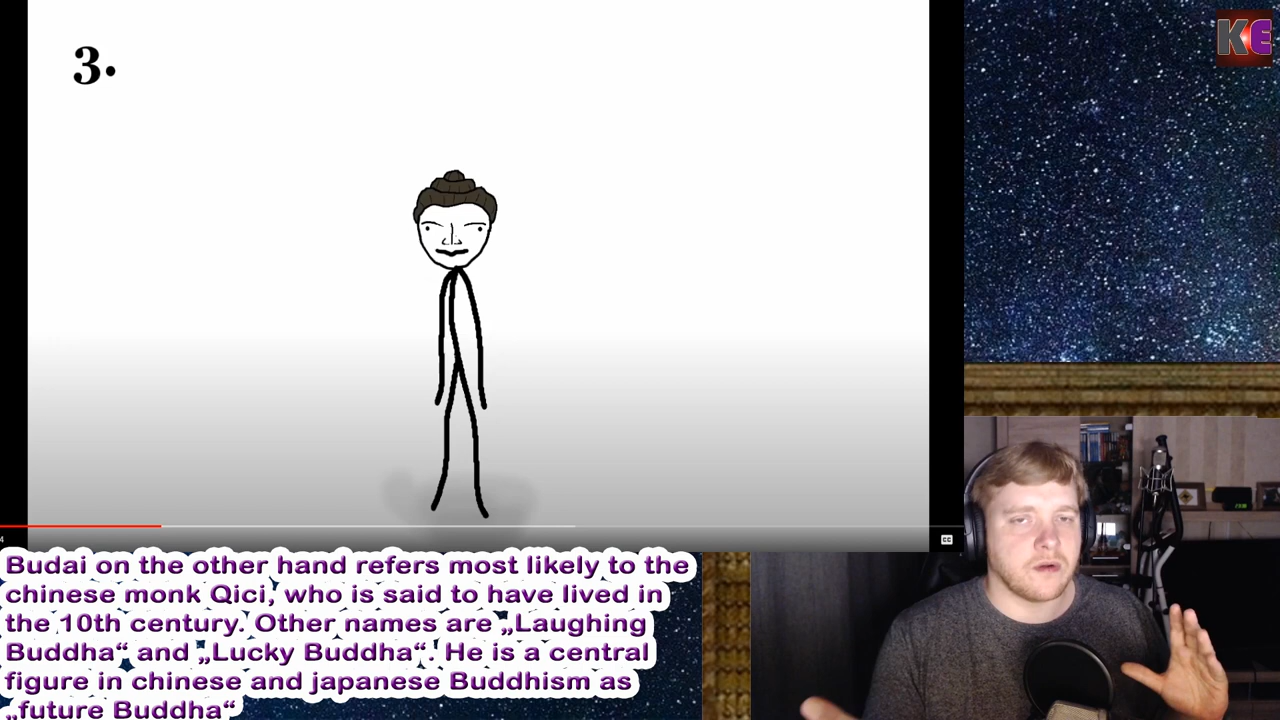 3.
KE
4
CC
Budai on the other hand refers most likely to the
chinese monk Qici, who is said to have lived in
the 10th century. Other names are „Laughing
Buddha“ and „Lucky Buddha“. He is a central
figure in chinese and japanese Buddhism as
„future Buddha“